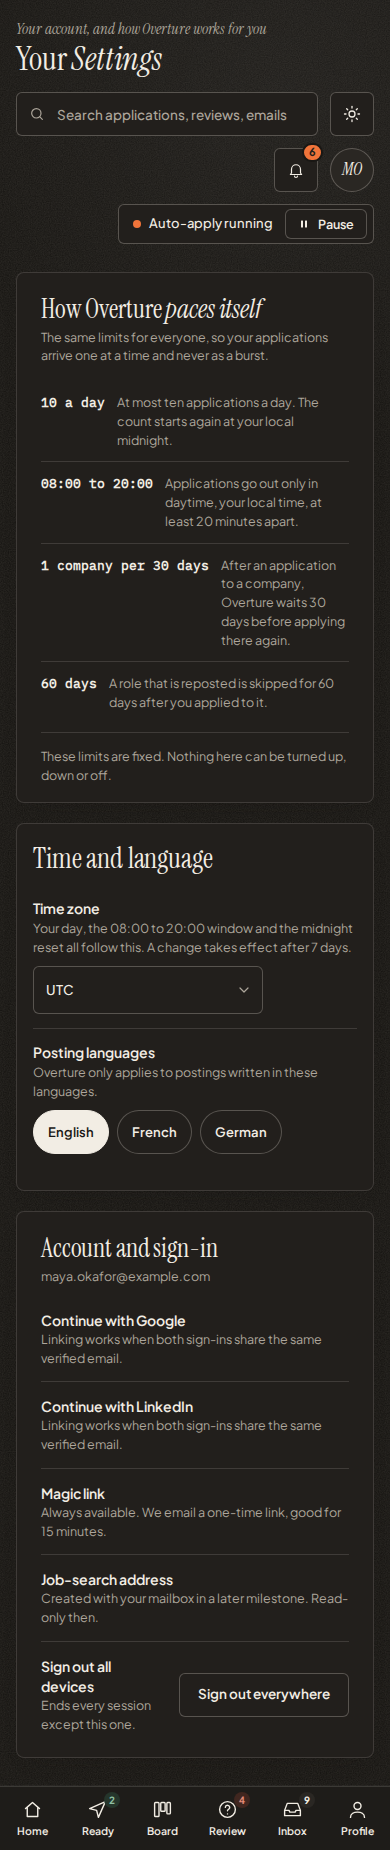 Your account, and how Overture works for you
Your Settings
Search applications, reviews, emails
6
MO
Auto-apply running
Pause
How Overture paces itself
The same limits for everyone, so your applications
arrive one at a time and never as a burst.
10 a day
At most ten applications a day. The
count starts again at your local
midnight.
08:00 to 20:00
Applications go out only in
daytime, your local time, at
least 20 minutes apart.
1 company per 30 days
After an application
to a company,
Overture waits 30
days before applying
there again.
60 days
A role that is reposted is skipped for 60
days after you applied to it.
These limits are fixed. Nothing here can be turned up,
down or off.
Time and language
Time zone
Your day, the 08:00 to 20:00 window and the midnight
reset all follow this. A change takes effect after 7 days.
UTC
Posting languages
Overture only applies to postings written in these
languages.
English
French
German
Account and sign-in
maya.okafor@example.com
Continue with Google
Linking works when both sign-ins share the same
verified email.
Continue with LinkedIn
Linking works when both sign-ins share the same
verified email.
Magic link
Always available. We email a one-time link, good for
15 minutes.
Job-search address
Created with your mailbox in a later milestone. Read-
only then.
Sign out all
devices
Ends every session
except this one.
Sign out everywhere
2
4
9
Home
Ready
Board
Review
Inbox
Profile